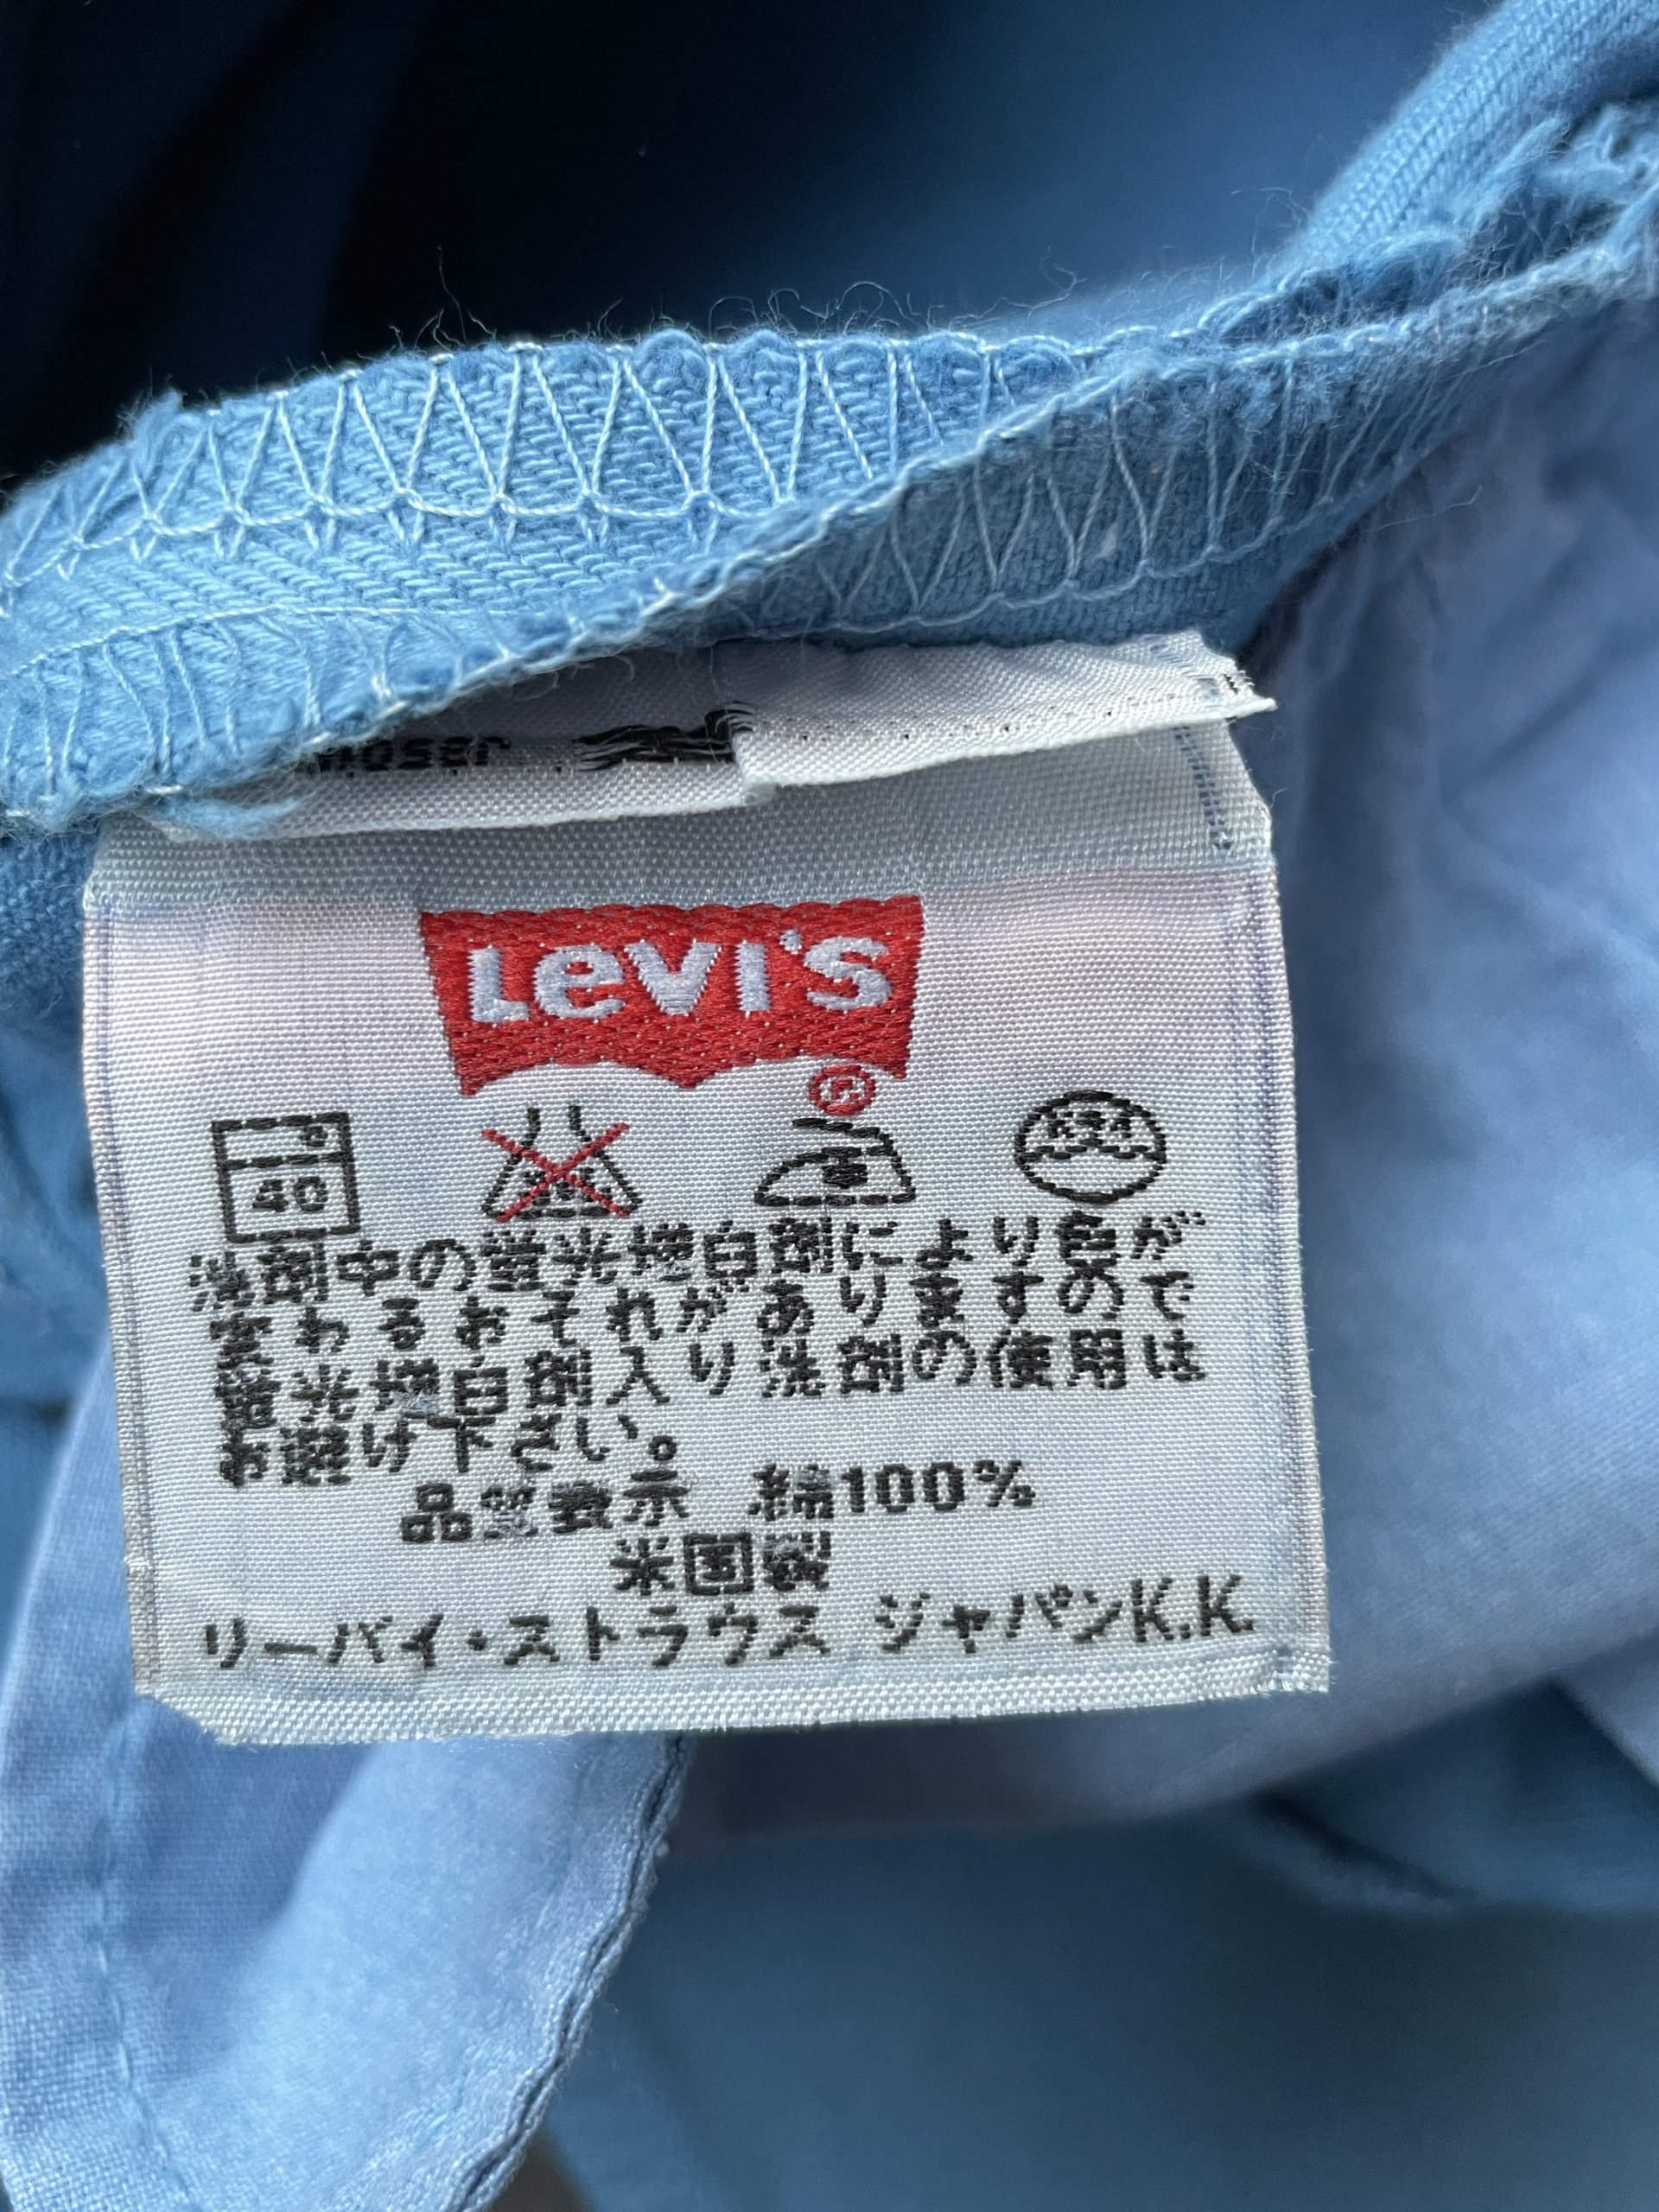 LEVI'S
®
40
洗剤中の蛍光増白剤により色が
変わるおそれがありますので
蛍光増白剤入り洗剤の使用は
お避け下さい。
品質表示 綿100%
米国製
リーバイ・ストラウス ジャパンK.K.